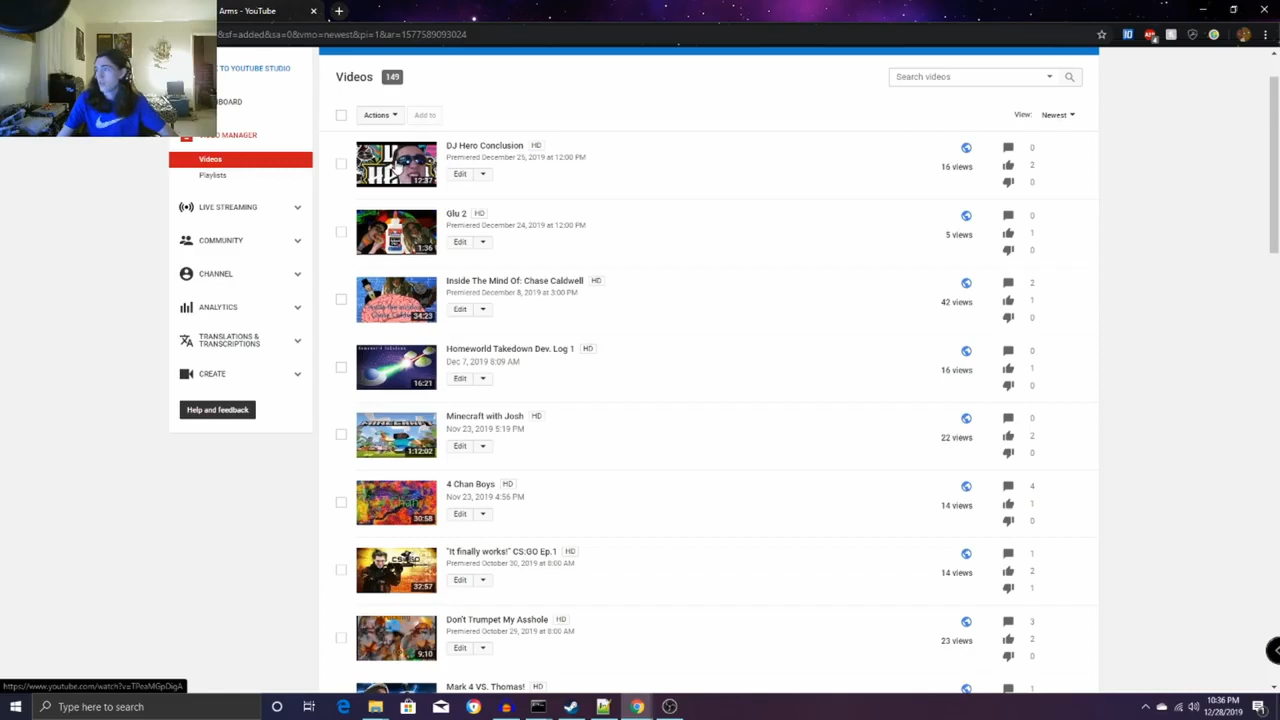 Arms - YouTube
&sf=added&sa=0&vmo=newest&pi=1&ar=1577589093024
TO YOUTUBE STUDIO
Videos 149
Search videos
Actions
Add to
View: Newest
VIDEO MANAGER
Videos
Playlists
LIVE STREAMING
COMMUNITY
CHANNEL
ANALYTICS
TRANSLATIONS &
TRANSCRIPTIONS
CREATE
Help and feedback
DJ Hero Conclusion HD
Premiered December 25, 2019 at 12:00 PM
Edit
12:37
16 views
0
2
0
Glu 2 HD
Premiered December 24, 2019 at 12:00 PM
Edit
1:36
5 views
0
1
0
Inside The Mind Of: Chase Caldwell HD
Premiered December 8, 2019 at 3:00 PM
Edit
34:23
42 views
2
1
0
Homeworld Takedown Dev. Log 1 HD
Dec 7, 2019 8:09 AM
Edit
16:21
16 views
0
1
0
Minecraft with Josh HD
Nov 23, 2019 5:19 PM
Edit
MINECRAFT
1:12:02
22 views
0
2
0
4 Chan Boys HD
Nov 23, 2019 4:56 PM
Edit
30:58
14 views
4
1
0
"It finally works!" CS:GO Ep.1 HD
Premiered October 30, 2019 at 8:00 AM
Edit
CS:GO
32:57
14 views
1
2
1
Don't Trumpet My Asshole HD
Premiered October 29, 2019 at 8:00 AM
Edit
9:10
23 views
3
2
0
Mark 4 VS. Thomas! HD
1
https://www.youtube.com/watch?v=TPeaMGpDigA
Type here to search
10:36 PM
12/28/2019